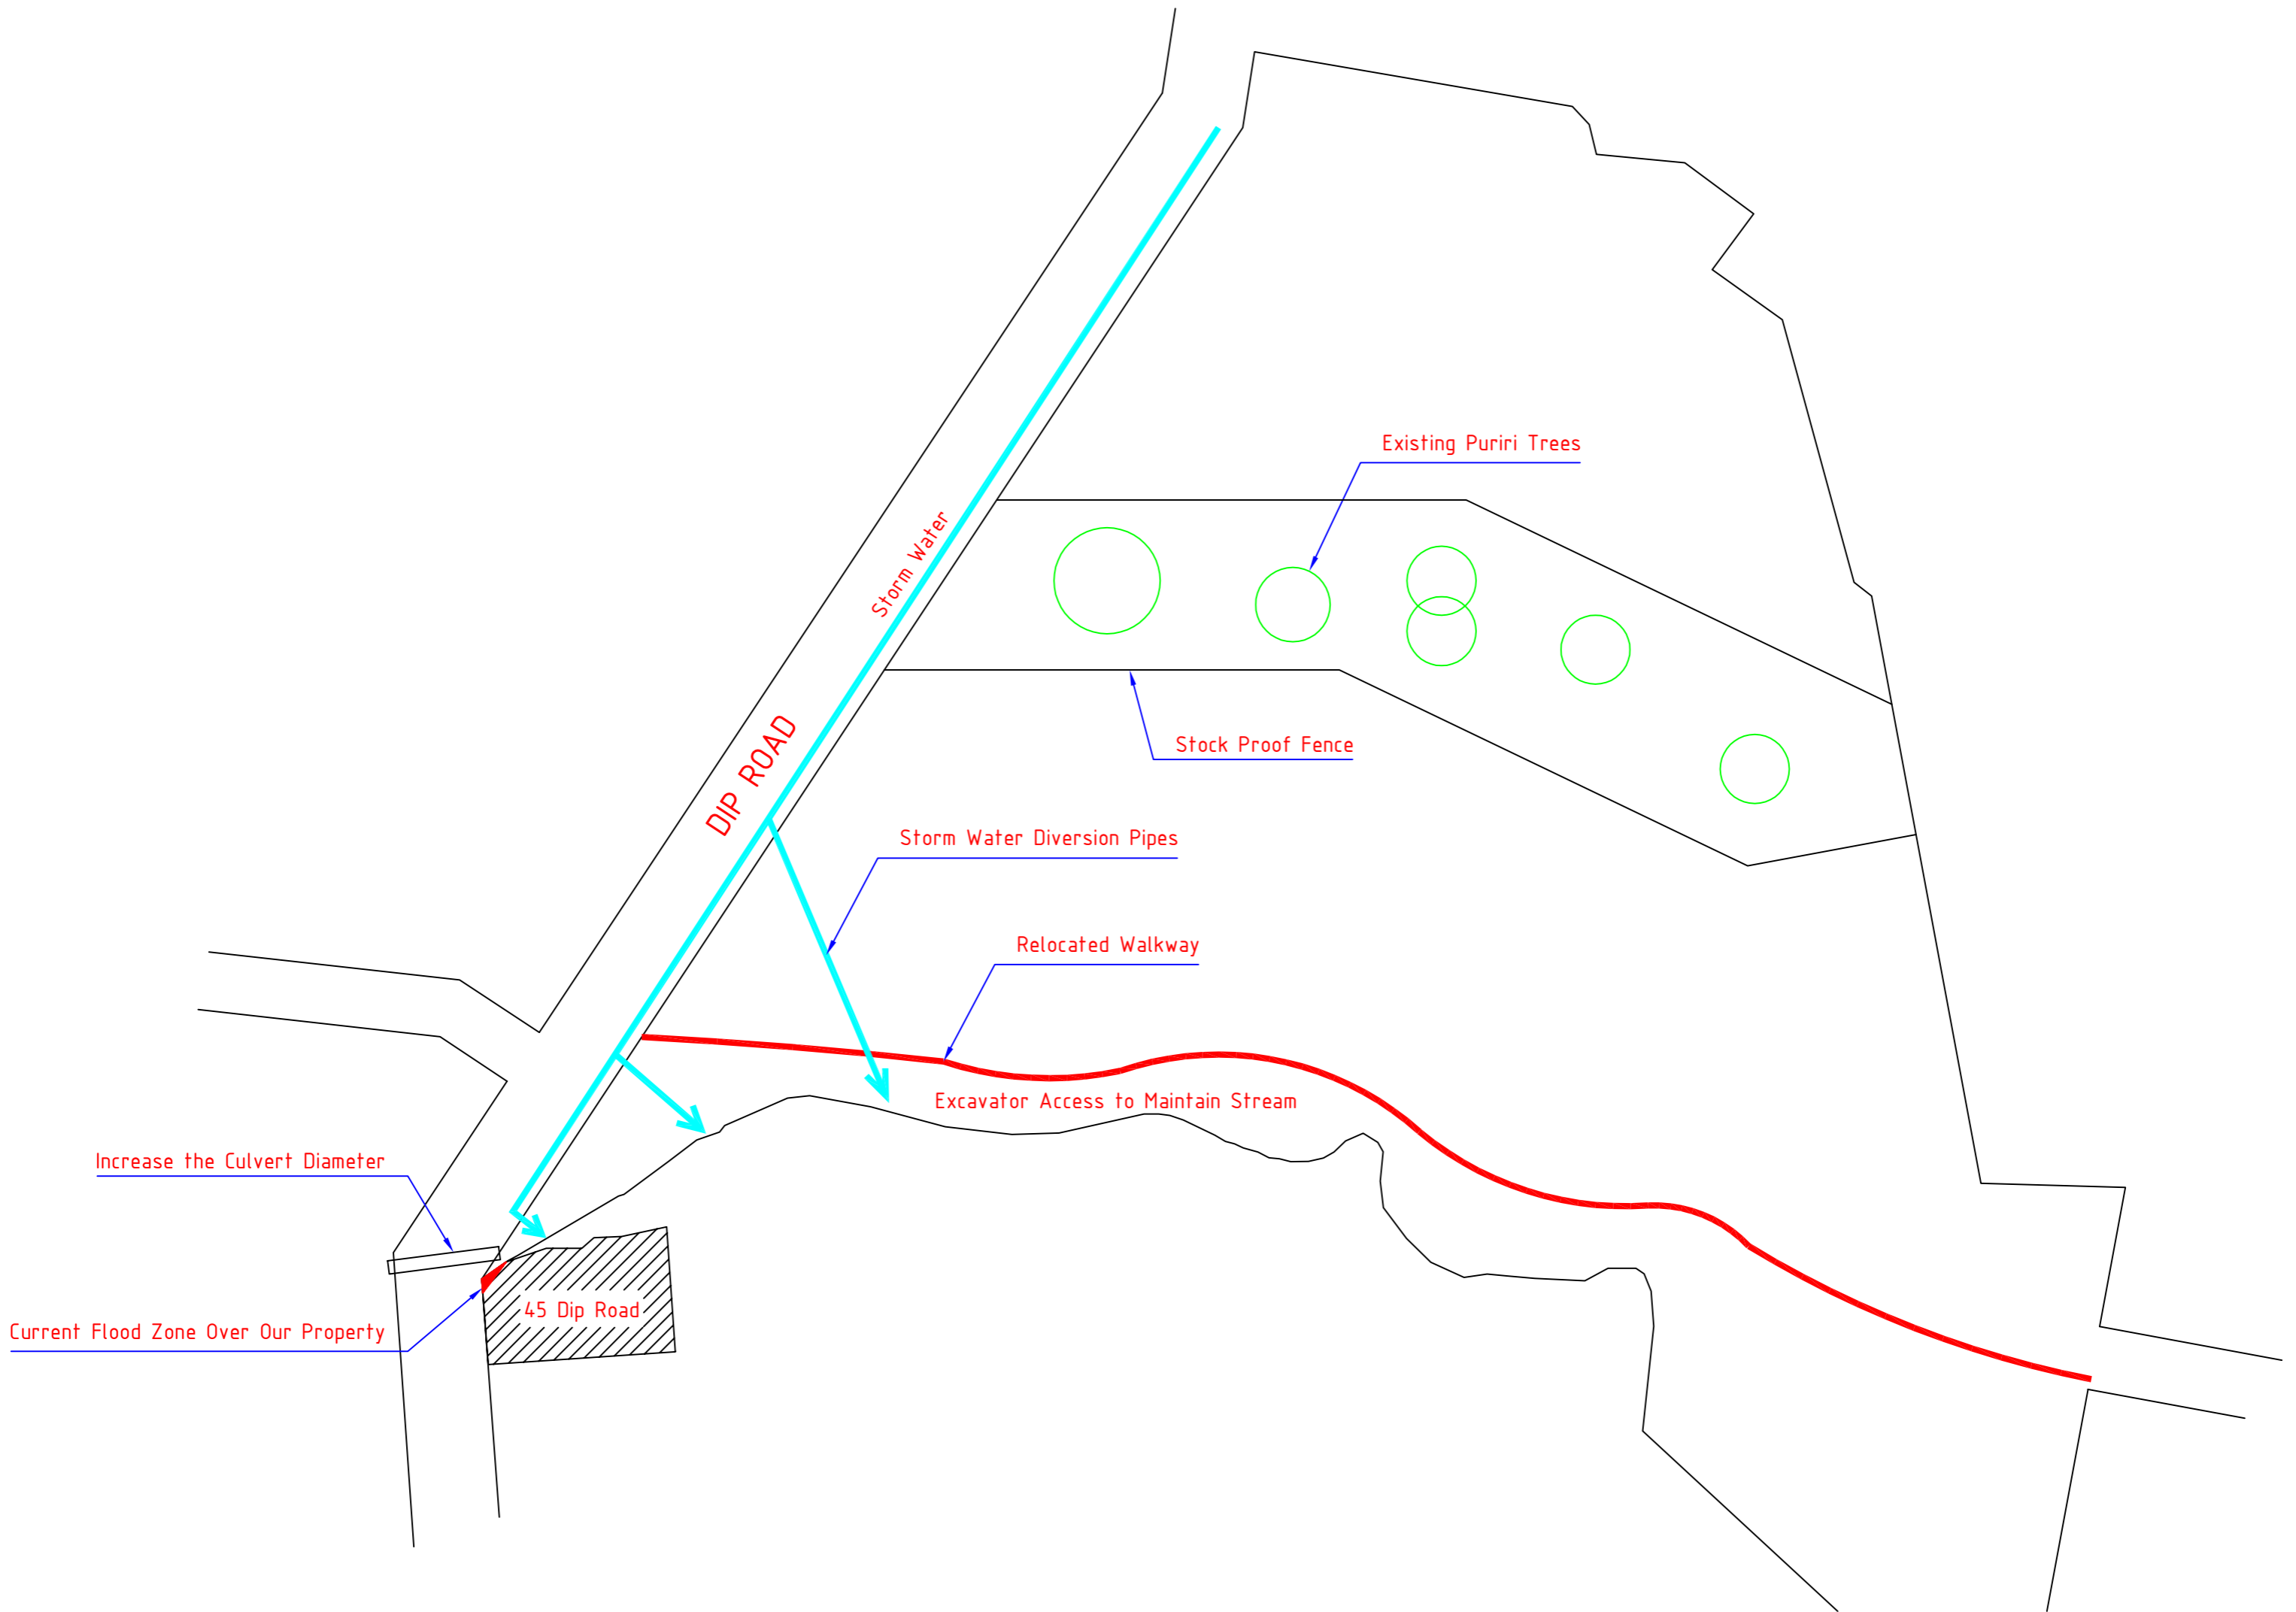 Existing Puriri Trees
Storm Water
Stock Proof Fence
DIP ROAD
Storm Water Diversion Pipes
Relocated Walkway
Excavator Access to Maintain Stream
Increase the Culvert Diameter
45 Dip Road
Current Flood Zone Over Our Property